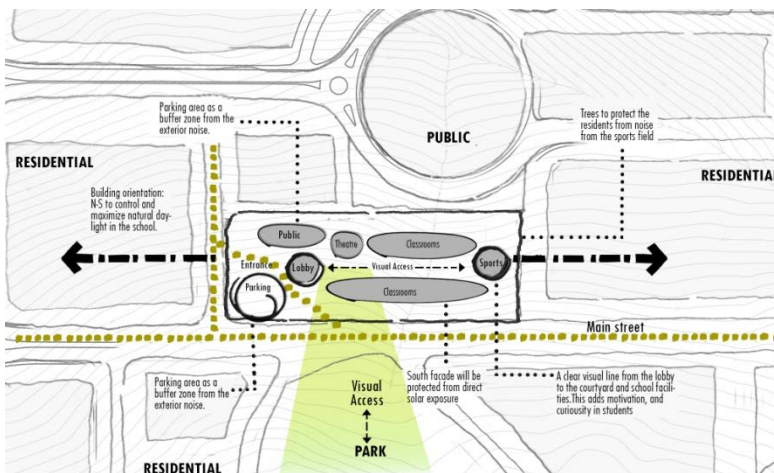 Parking area as a
buffer zone from the
exterior noise.
PUBLIC
Trees to protect the
residents from noise
from the sports field
RESIDENTIAL
RESIDENTIAL
Building orientation:
N-S to control and
maximize natural day-
light in the school.
Public
Theatre
Classrooms
Entrance
Lobby
Visual Access
Sports
Parking
Classrooms
Main street
Parking area as a
buffer zone from the
exterior noise.
Visual
Access
PARK
South facade will be
protected from direct
solar exposure
A clear visual line from the lobby
to the courtyard and school facili-
ties.This adds motivation, and
curiousity in students
RESIDENTIAL